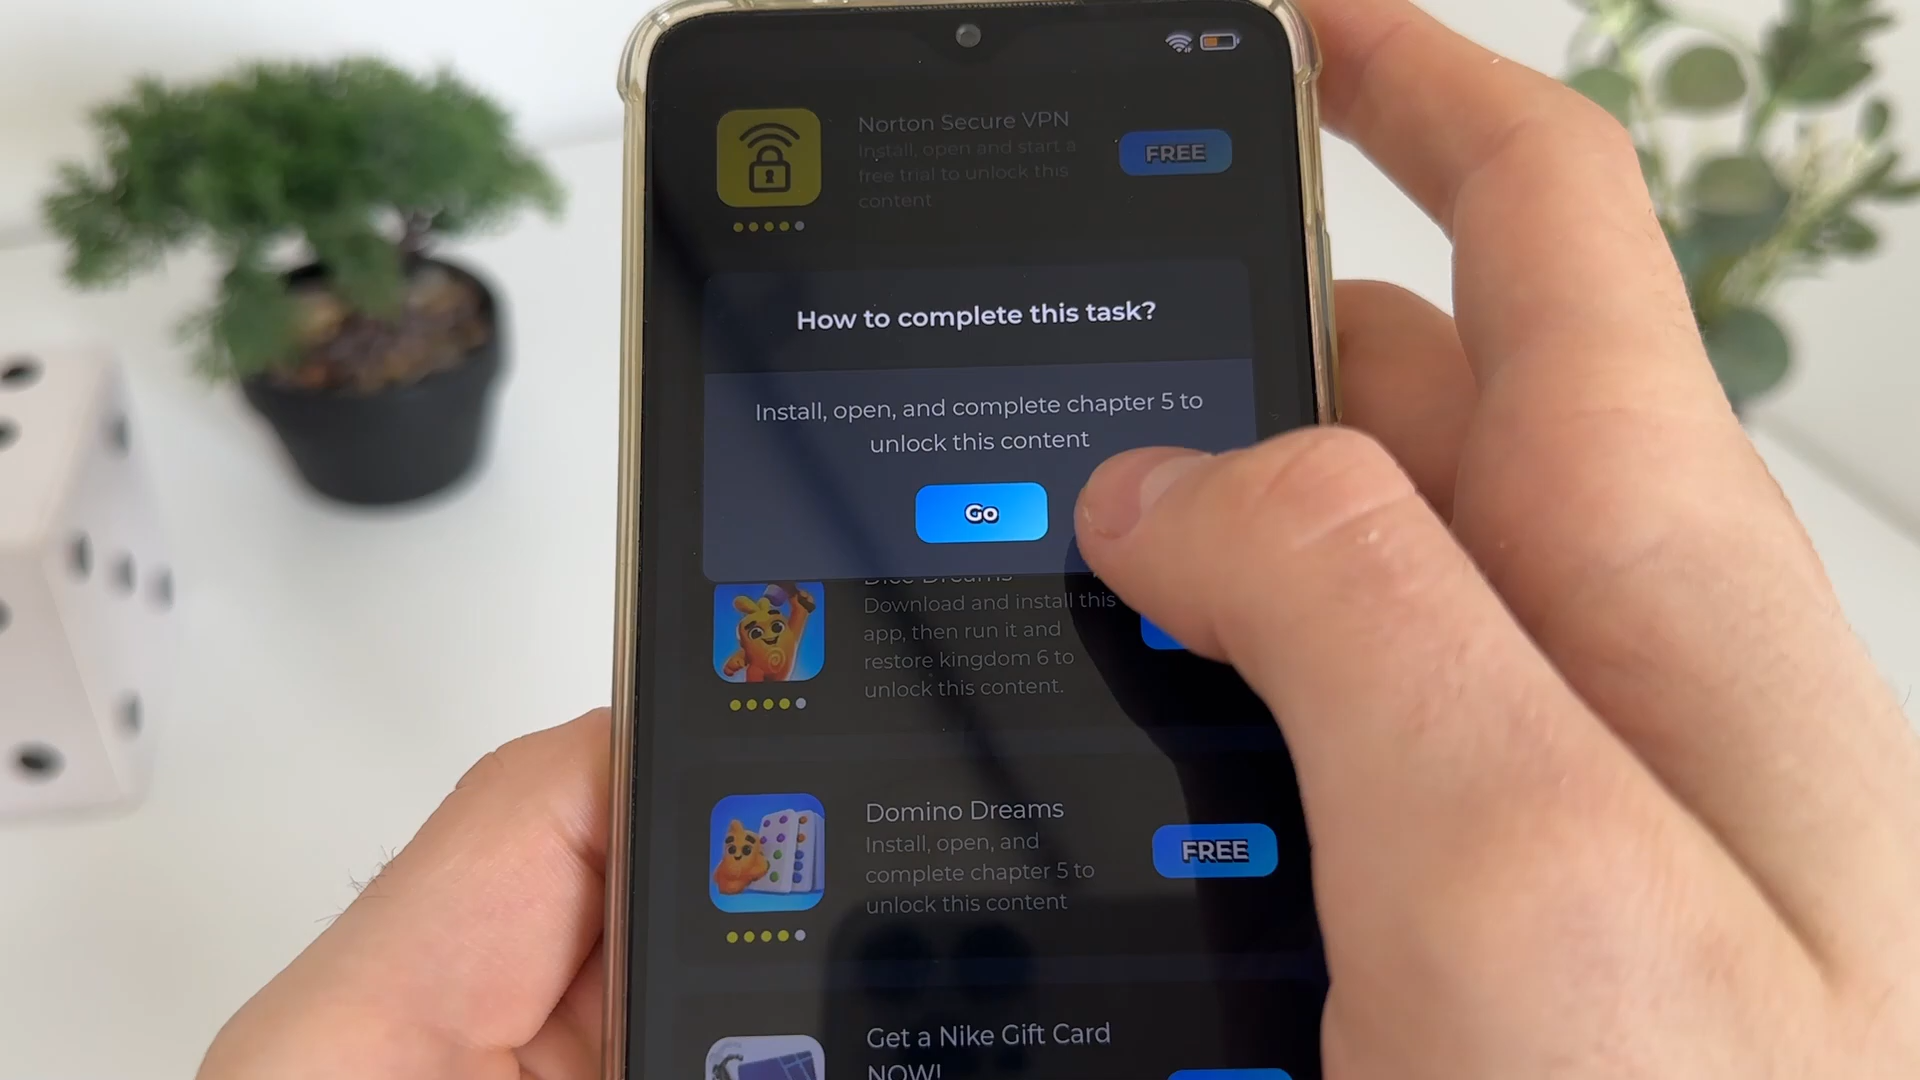 Norton Secure VPN
Install, open and start a
free trial to unlock this
content
FREE
How to complete this task?
Install, open, and complete chapter 5 to
unlock this content
Go
Dice Dreams
Download and install this
app, then run it and
restore kingdom 6 to
unlock this content.
Domino Dreams
Install, open, and
complete chapter 5 to
unlock this content
FREE
Get a Nike Gift Card
NOW!